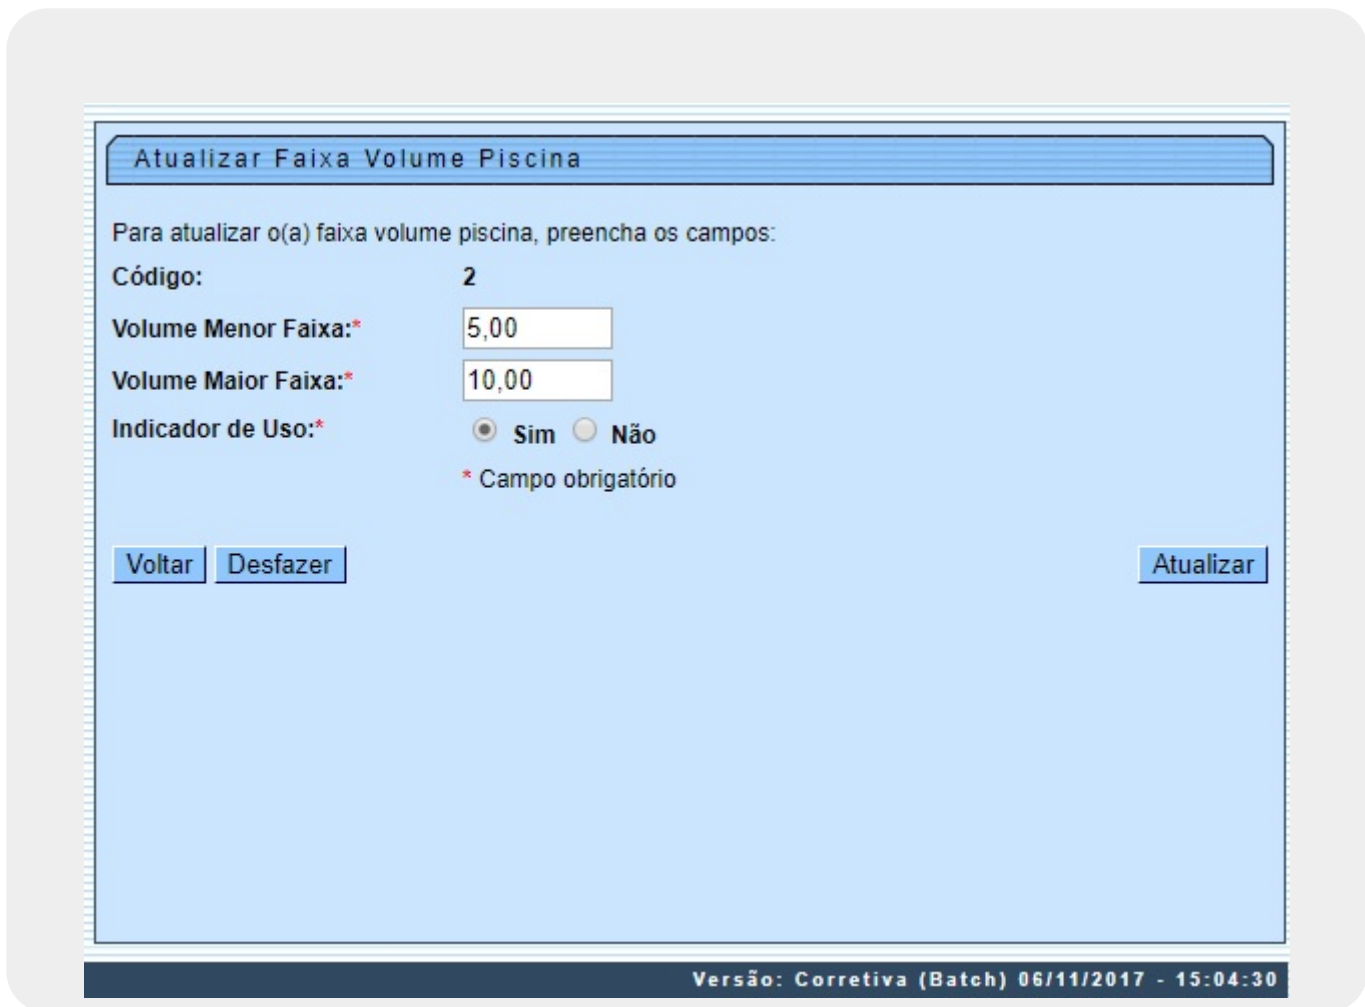 Atualizar Faixa Volume Piscina
Para atualizar o(a) faixa volume piscina, preencha os campos:
Código: 2
Volume Menor Faixa:* 5,00
Volume Maior Faixa:* 10,00
Indicador de Uso:* Sim Não
* Campo obrigatório
Voltar Desfazer Atualizar
Versão: Corretiva (Batch) 06/11/2017 - 15:04:30